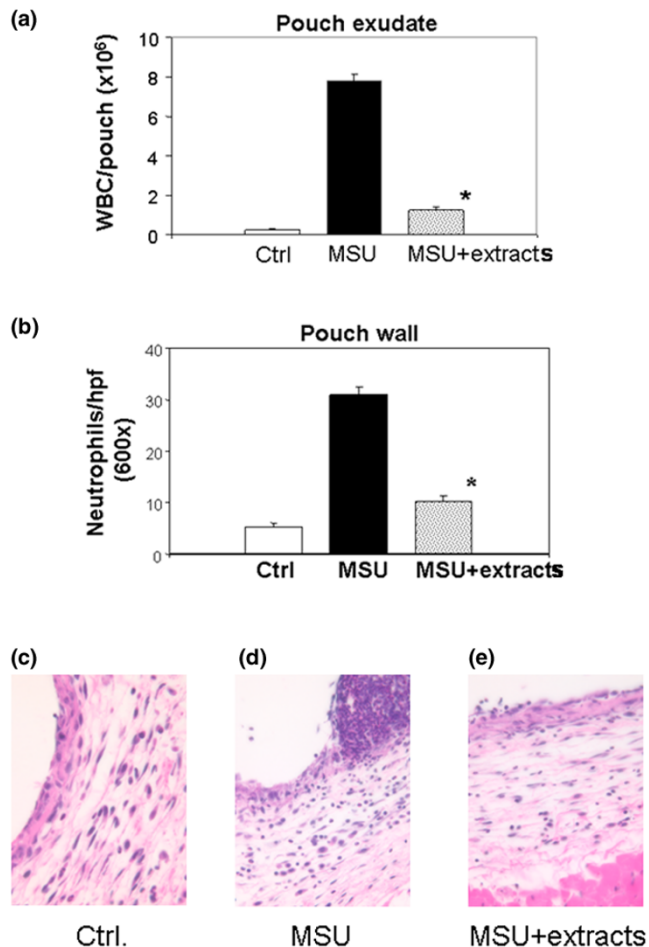 (a)
Pouch exudate
WBC/pouch (x10⁶)
10
8
6
4
2
0
*
Ctrl MSU MSU+extracts
(b)
Pouch wall
Neutrophils/hpf
(600x)
40
30
20
10
0
*
Ctrl MSU MSU+extracts
(c) (d) (e)
Ctrl. MSU MSU+extracts